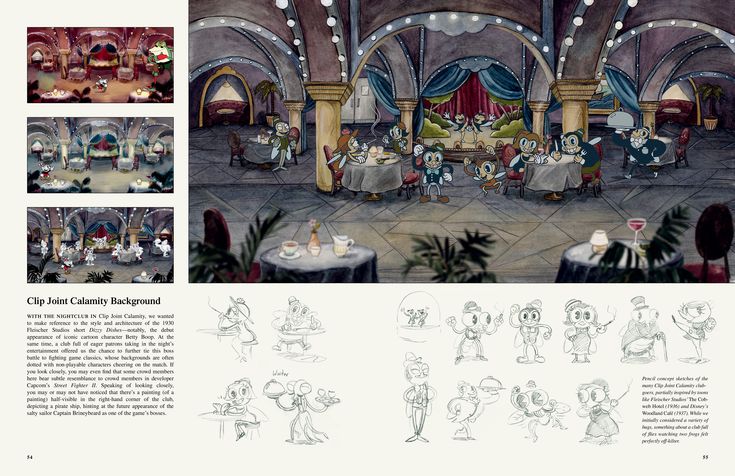 Clip Joint Calamity Background
WITH THE NIGHTCLUB IN Clip Joint Calamity, we wanted
to make reference to the style and architecture of the 1930
Fleischer Studios short Dizzy Dishes—notably, the debut
appearance of iconic cartoon character Betty Boop. At the
same time, a club full of eager patrons taking in the night's
entertainment offered us the chance to further tie this boss
battle to fighting game classics, whose backgrounds are often
dotted with non-playable characters cheering on the match. If
you look closely, you may even find that some crowd members
here bear subtle resemblance to crowd members in developer
Capcom's Street Fighter II. Speaking of looking closely,
you may or may not have noticed that there's a painting (of a
painting) half-visible in the right-hand corner of the club,
depicting a pirate ship, hinting at the future appearance of the
salty sailor Captain Brineybeard as one of the game's bosses.
Waiter
Pencil concept sketches of the
many Clip Joint Calamity club-
goers, partially inspired by toons
like Fleischer Studios' The Cob-
web Hotel (1936) and Disney's
Woodland Café (1937). While we
initially considered a variety of
bugs, something about a club full
of flies watching two frogs felt
perfectly off-kilter.
54
55